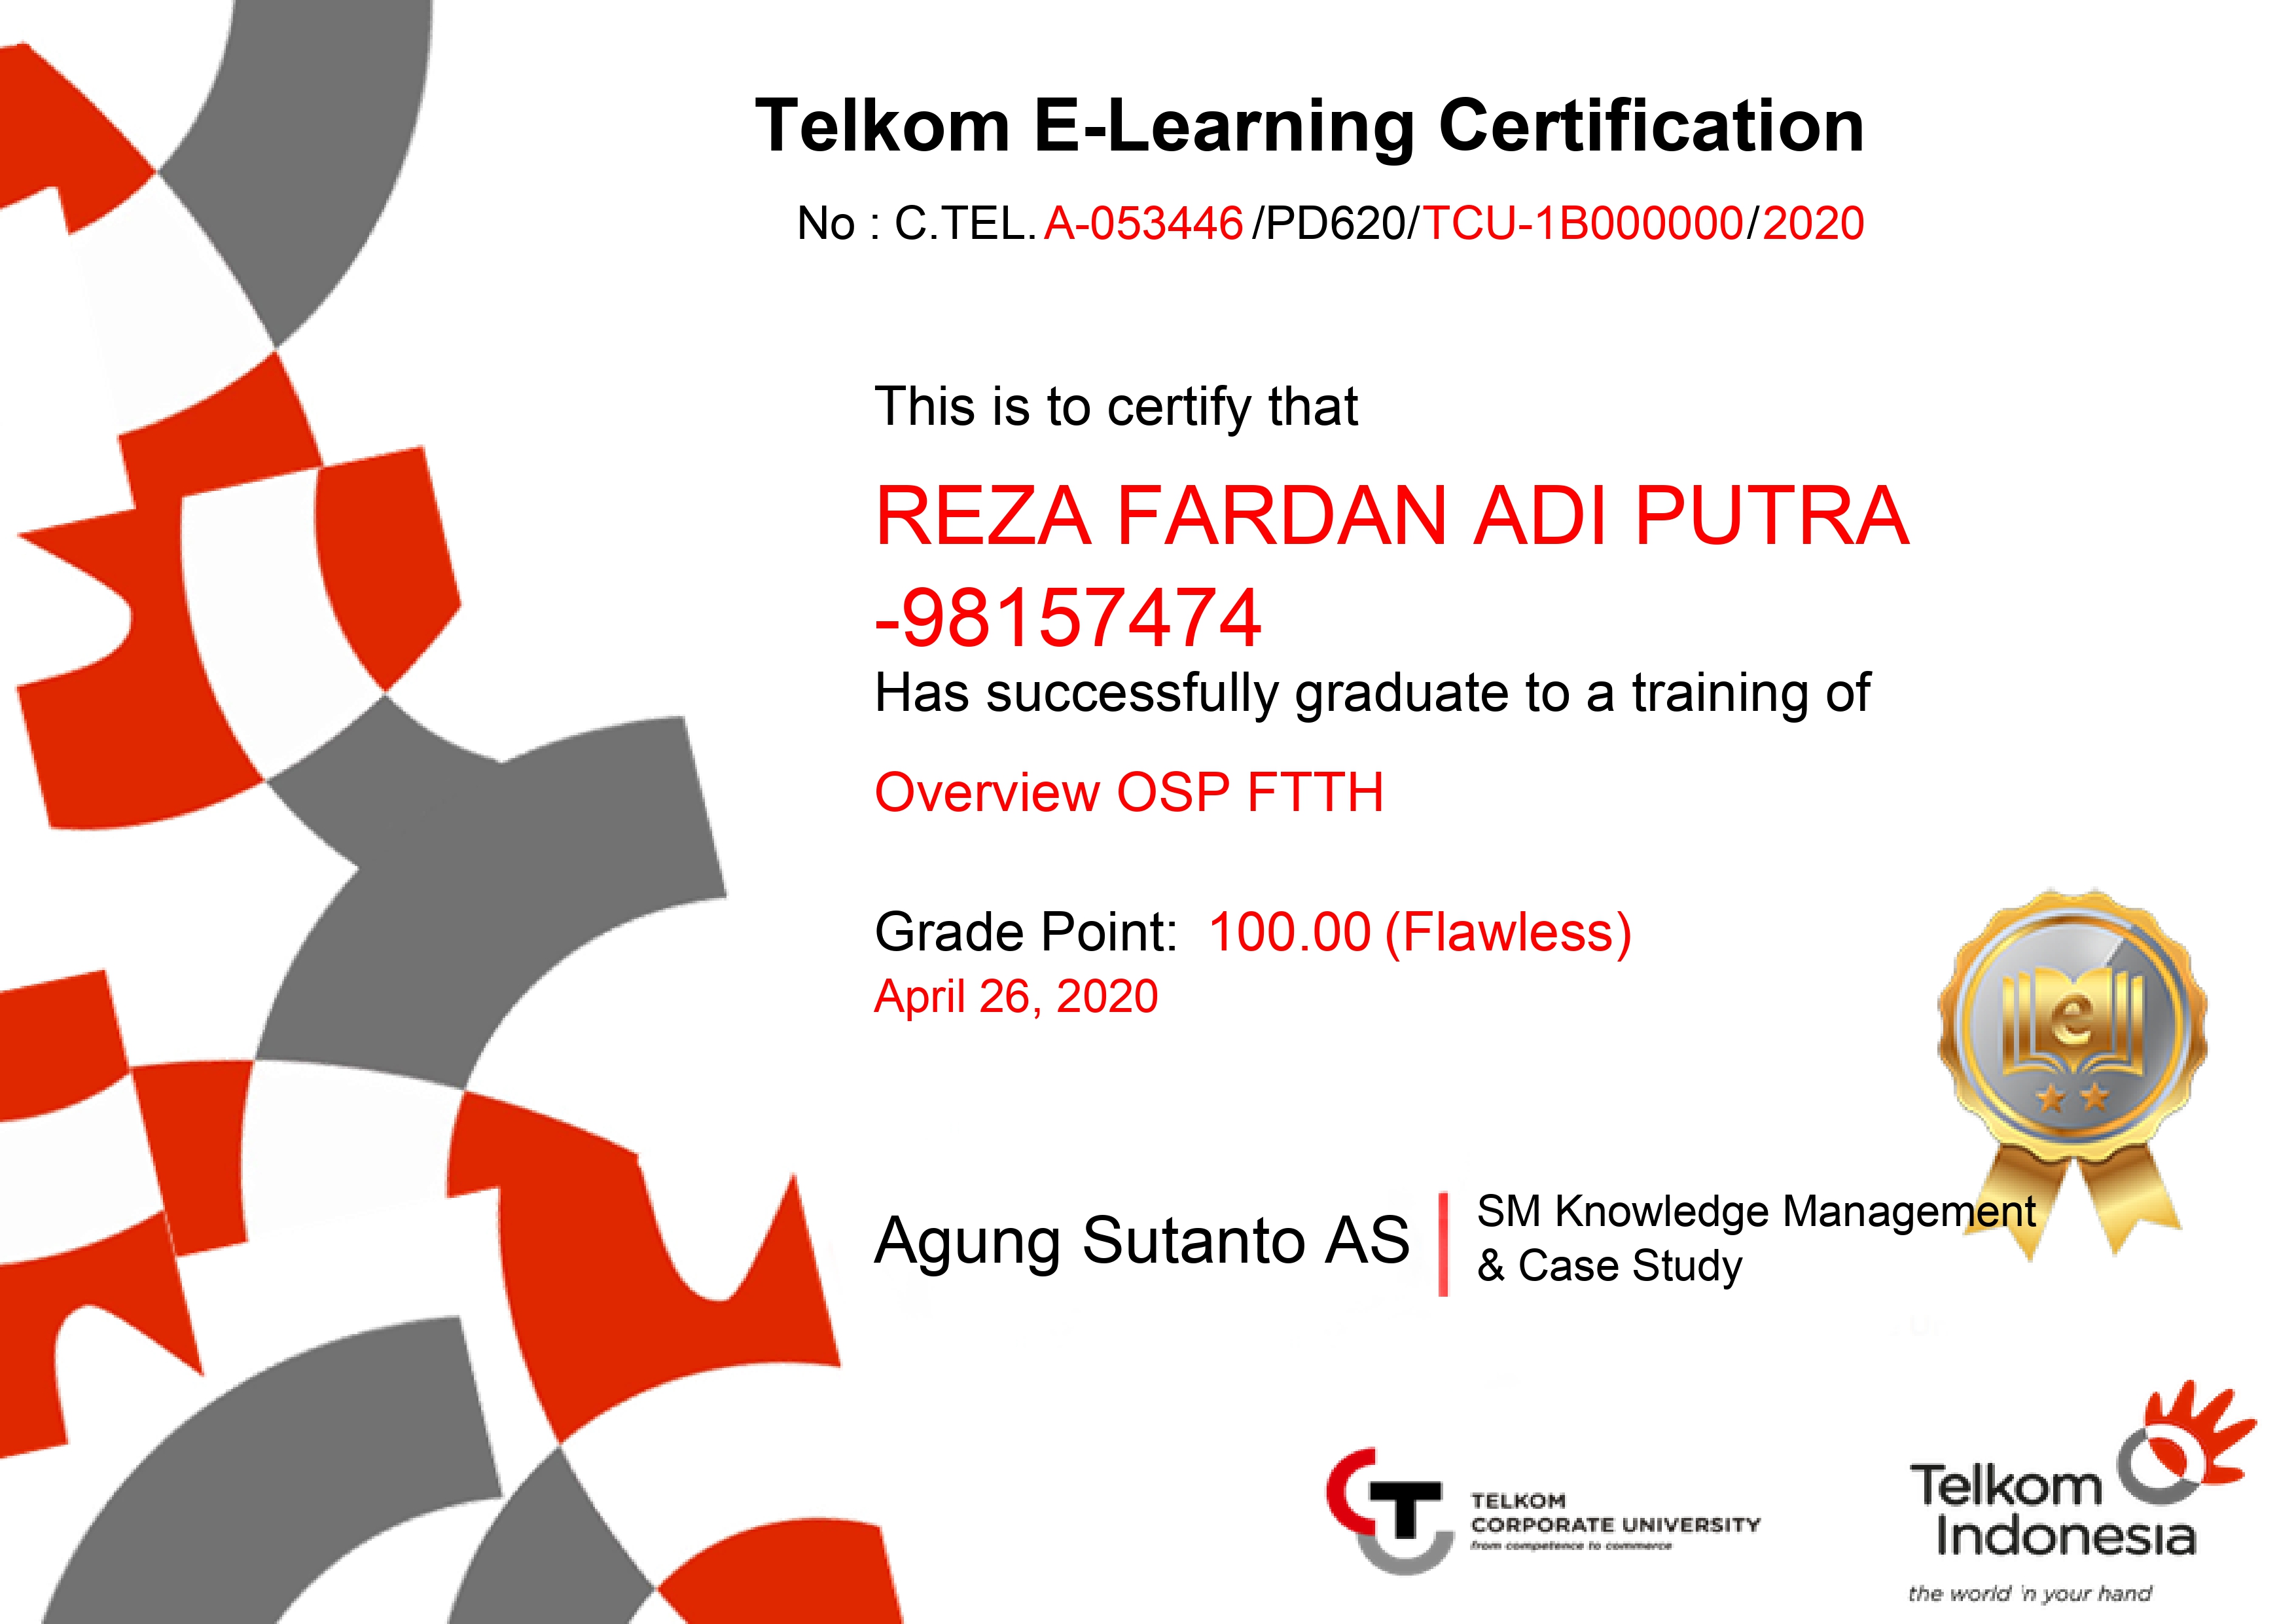 Telkom E-Learning Certification
No : C.TEL. A-053446 /PD620/TCU-1B000000/2020
This is to certify that
REZA FARDAN ADI PUTRA
-98157474
Has successfully graduate to a training of
Overview OSP FTTH
Grade Point: 100.00 (Flawless)
April 26, 2020
e
Agung Sutanto AS
SM Knowledge Management
& Case Study
TELKOM
CORPORATE UNIVERSITY
from competence to commerce
Telkom
Indonesia
the world in your hand